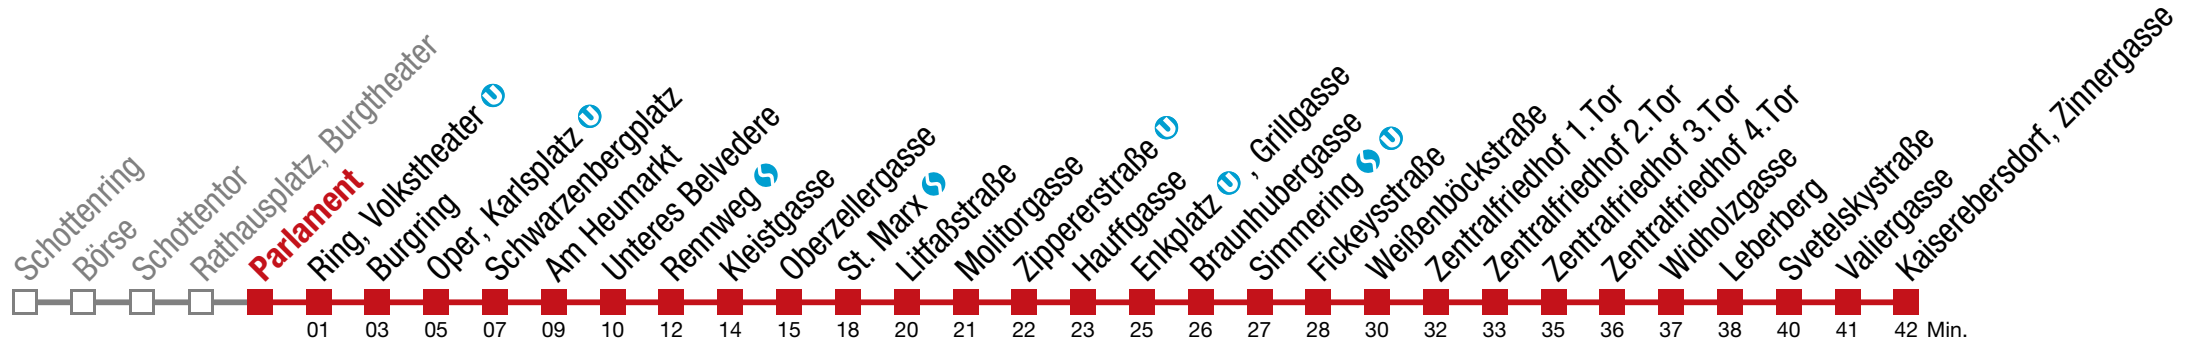 Schottenring
Börse
Schottentor
Rathausplatz, Burgtheater
Parlament
Ring, Volkstheater U
Burgring
Oper, Karlsplatz U
Schwarzenbergplatz
Am Heumarkt
Unteres Belvedere
Rennweg S
Kleistgasse
Oberzellergasse
St. Marx S
Litfaßstraße
Molitorgasse
Zippererstraße U
Hauffgasse
Enkplatz U, Grillgasse
Braunhubergasse
Simmering S U
Fickeysstraße
Weißenböckstraße
Zentralfriedhof 1.Tor
Zentralfriedhof 2.Tor
Zentralfriedhof 3.Tor
Zentralfriedhof 4.Tor
Widholzgasse
Leberberg
Svetelskystraße
Valiergasse
Kaiserebersdorf, Zinnergasse
01 03 05 07 09 10 12 14 15 18 20 21 22 23 25 26 27 28 30 32 33 35 36 37 38 40 41 42 Min.